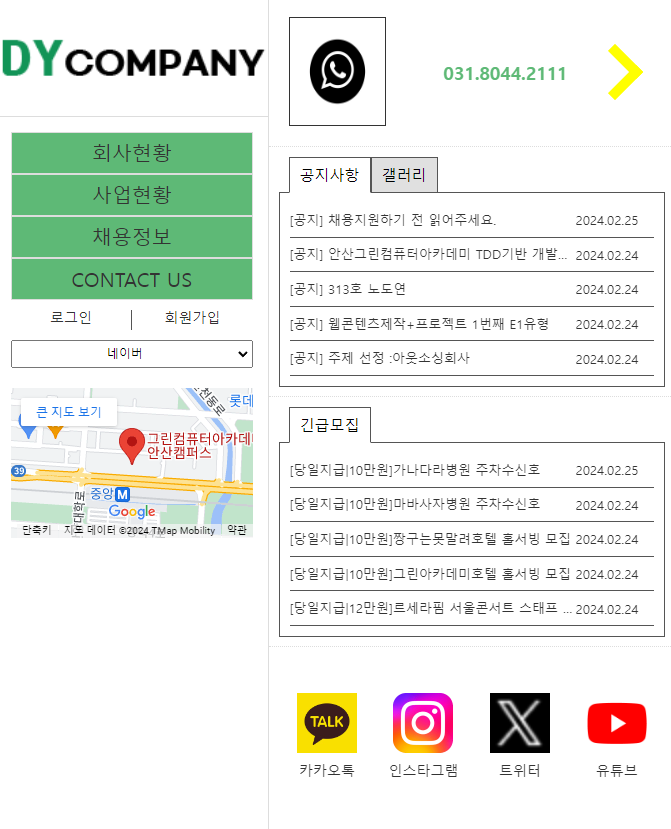 DYCOMPANY
회사현황
사업현황
채용정보
CONTACT US
로그인
회원가입
네이버
큰 지도 보기
롯데
그린컴퓨터아카데
안산캠퍼스
39
중앙 M
Google
단축키
지도 데이터 ©2024 TMap Mobility
약관
031.8044.2111
공지사항
갤러리
[공지] 채용지원하기 전 읽어주세요. 2024.02.25
[공지] 안산그린컴퓨터아카데미 TDD기반 개발... 2024.02.24
[공지] 313호 노도연 2024.02.24
[공지] 웹콘텐츠제작+프로젝트 1번째 E1유형 2024.02.24
[공지] 주제 선정 :아웃소싱회사 2024.02.24
긴급모집
[당일지급|10만원]가나다라병원 주차수신호 2024.02.25
[당일지급|10만원]마바사자병원 주차수신호 2024.02.24
[당일지급|10만원]짱구는못말려호텔 홀서빙 모집 2024.02.24
[당일지급|10만원]그린아카데미호텔 홀서빙 모집 2024.02.24
[당일지급|12만원]르세라핌 서울콘서트 스태프 ... 2024.02.24
TALK
카카오톡
인스타그램
트위터
유튜브